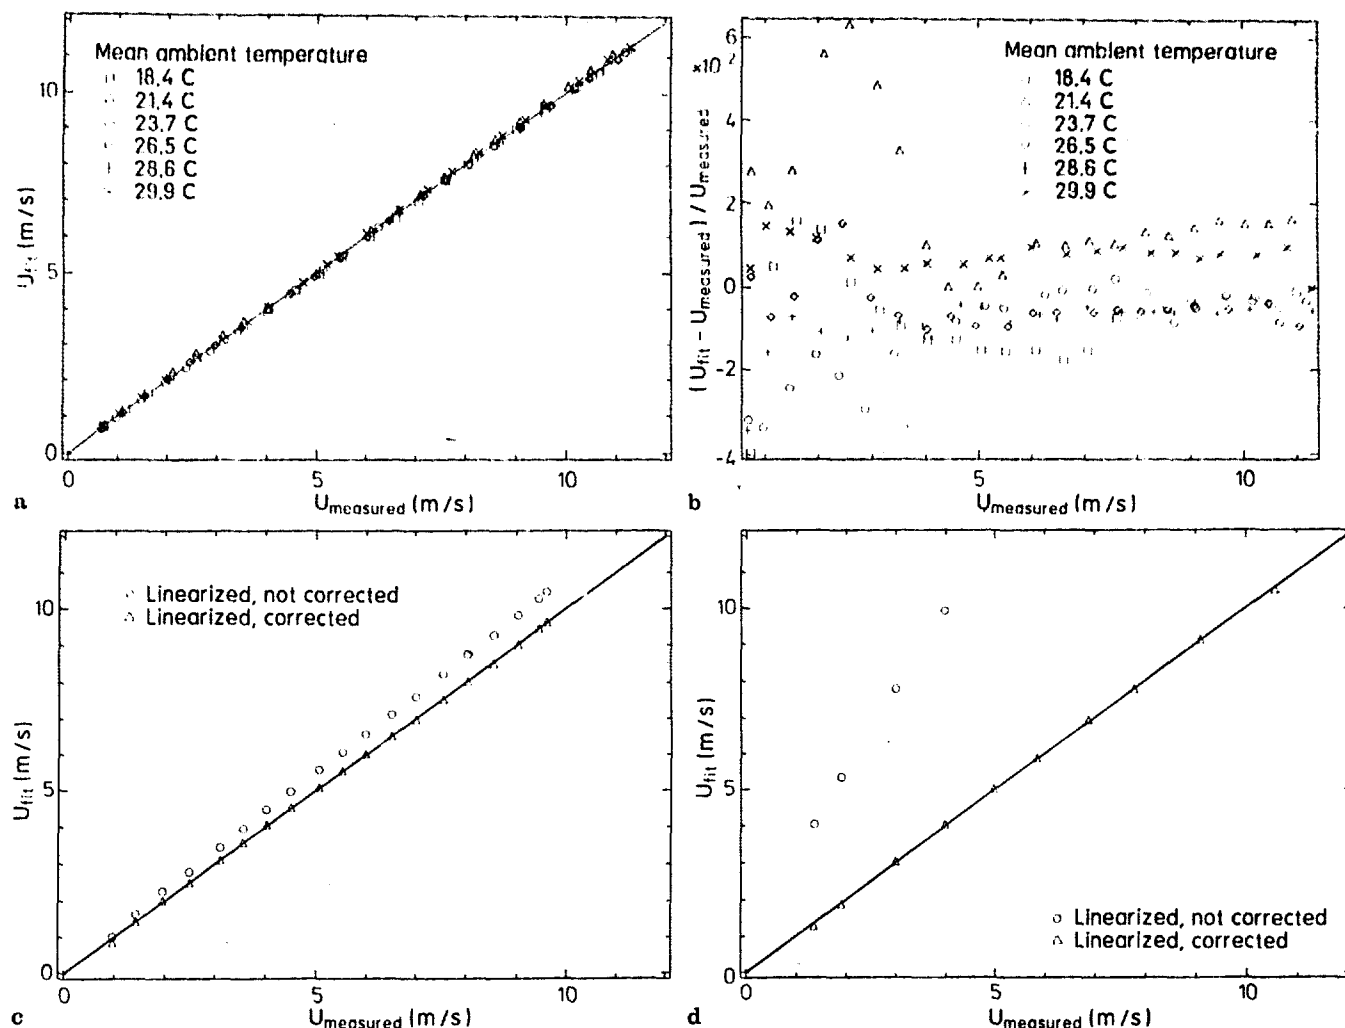 Mean ambient temperature
18.4 C
21.4 C
23.7 C
26.5 C
28.6 C
29.9 C
10
5
0
U_fit (m/s)
0
5
10
U_measured (m/s)
a
Mean ambient temperature
18.4 C
21.4 C
23.7 C
26.5 C
28.6 C
29.9 C
6
×10²
4
2
0
-2
-4
(U_fit - U_measured) / U_measured
5
10
U_measured (m/s)
b
Linearized, not corrected
Linearized, corrected
10
5
0
U_fit (m/s)
0
5
10
U_measured (m/s)
c
10
5
0
U_fit (m/s)
Linearized, not corrected
Linearized, corrected
0
5
10
U_measured (m/s)
d